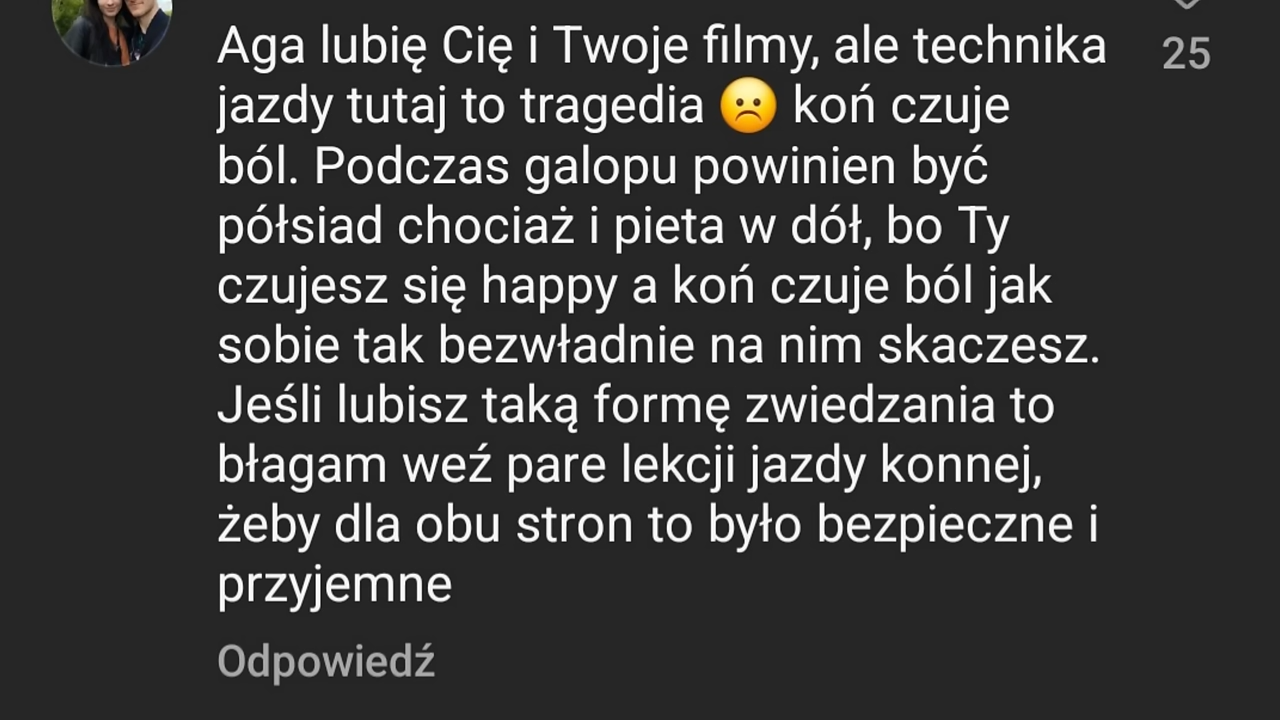 Aga lubię Cię i Twoje filmy, ale technika
25
jazdy tutaj to tragedia ☹️ koń czuje
ból. Podczas galopu powinien być
półsiad chociaż i pieta w dół, bo Ty
czujesz się happy a koń czuje ból jak
sobie tak bezwładnie na nim skaczesz.
Jeśli lubisz taką formę zwiedzania to
błagam weź pare lekcji jazdy konnej,
żeby dla obu stron to było bezpieczne i
przyjemne
Odpowiedź